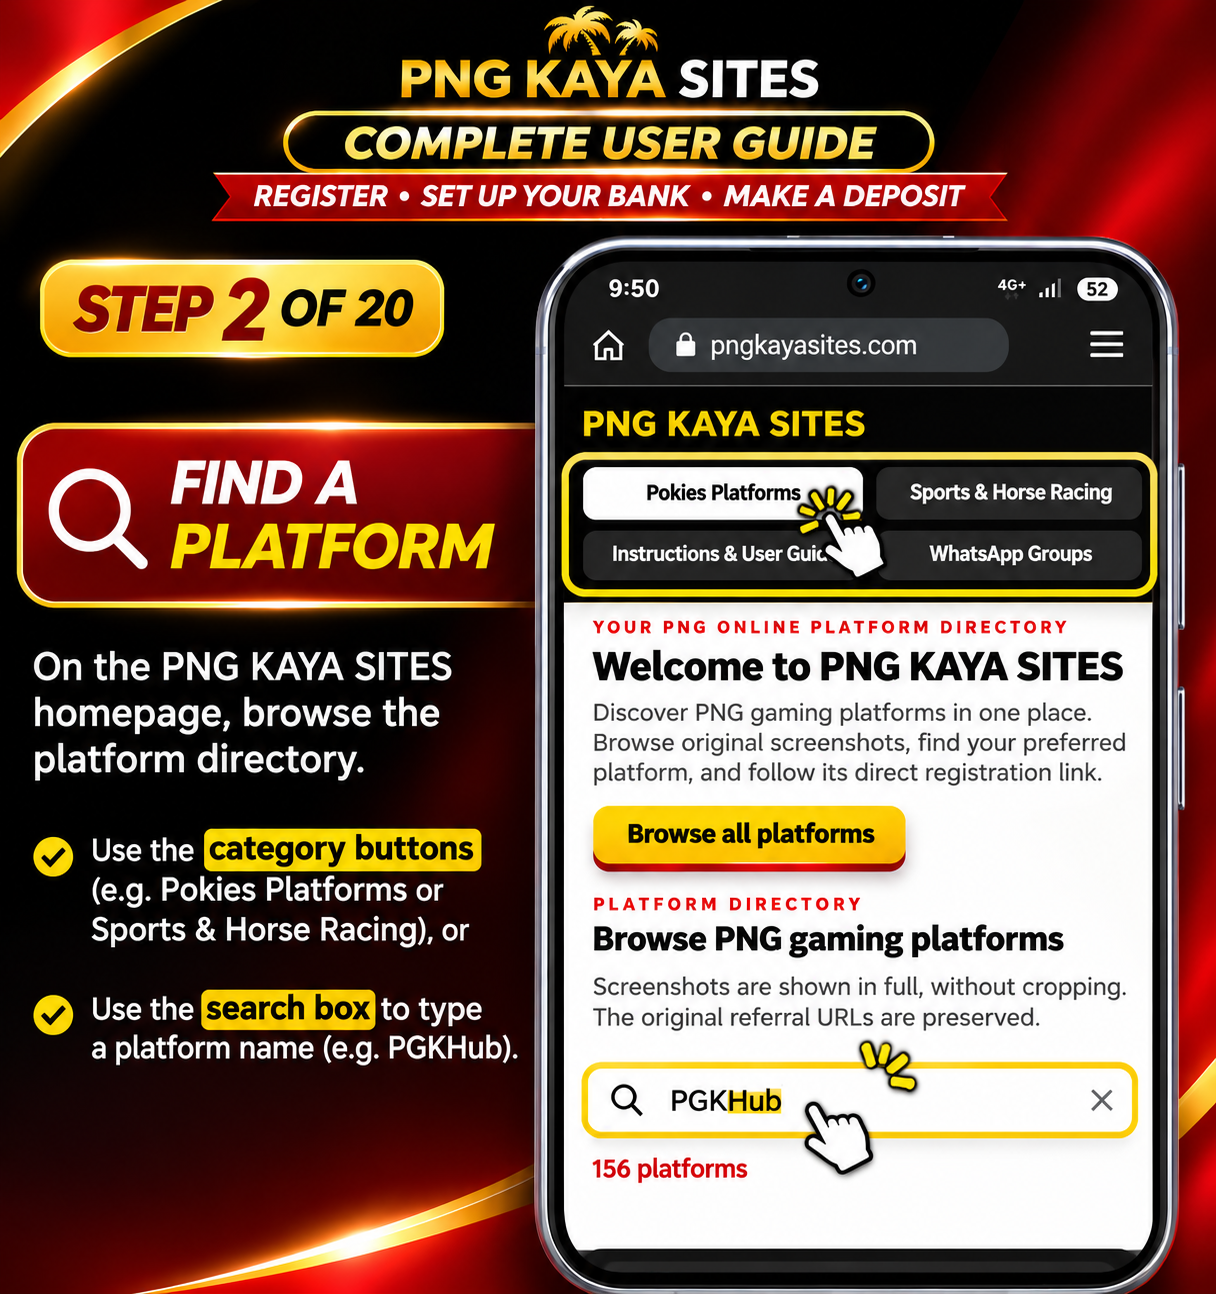 PNG KAYA SITES
COMPLETE USER GUIDE
REGISTER • SET UP YOUR BANK • MAKE A DEPOSIT
STEP 2 OF 20
FIND A
PLATFORM
On the PNG KAYA SITES
homepage, browse the
platform directory.
Use the category buttons
(e.g. Pokies Platforms or
Sports & Horse Racing), or
Use the search box to type
a platform name (e.g. PGKHub).
9:50
4G+
52
pngkayasites.com
PNG KAYA SITES
Pokies Platforms
Sports & Horse Racing
Instructions & User
WhatsApp Groups
YOUR PNG ONLINE PLATFORM DIRECTORY
Welcome to PNG KAYA SITES
Discover PNG gaming platforms in one place.
Browse original screenshots, find your preferred
platform, and follow its direct registration link.
Browse all platforms
PLATFORM DIRECTORY
Browse PNG gaming platforms
Screenshots are shown in full, without cropping.
The original referral URLs are preserved.
PGKHub
156 platforms